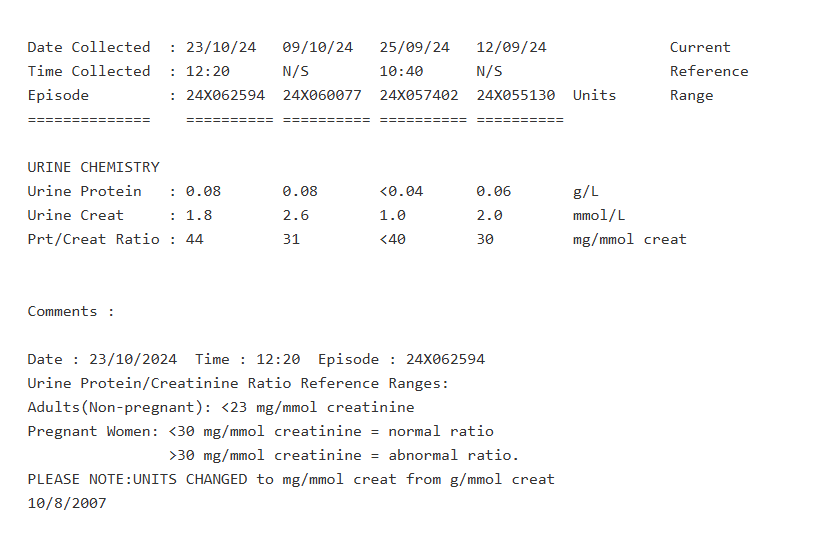 Date Collected : 23/10/24 09/10/24 25/09/24 12/09/24 Current
Time Collected : 12:20 N/S 10:40 N/S Reference
Episode : 24X062594 24X060077 24X057402 24X055130 Units Range
============== ========== ========== ========== ==========
URINE CHEMISTRY
Urine Protein : 0.08 0.08 <0.04 0.06 g/L
Urine Creat : 1.8 2.6 1.0 2.0 mmol/L
Prt/Creat Ratio : 44 31 <40 30 mg/mmol creat
Comments :
Date : 23/10/2024 Time : 12:20 Episode : 24X062594
Urine Protein/Creatinine Ratio Reference Ranges:
Adults(Non-pregnant): <23 mg/mmol creatinine
Pregnant Women: <30 mg/mmol creatinine = normal ratio
>30 mg/mmol creatinine = abnormal ratio.
PLEASE NOTE:UNITS CHANGED to mg/mmol creat from g/mmol creat
10/8/2007